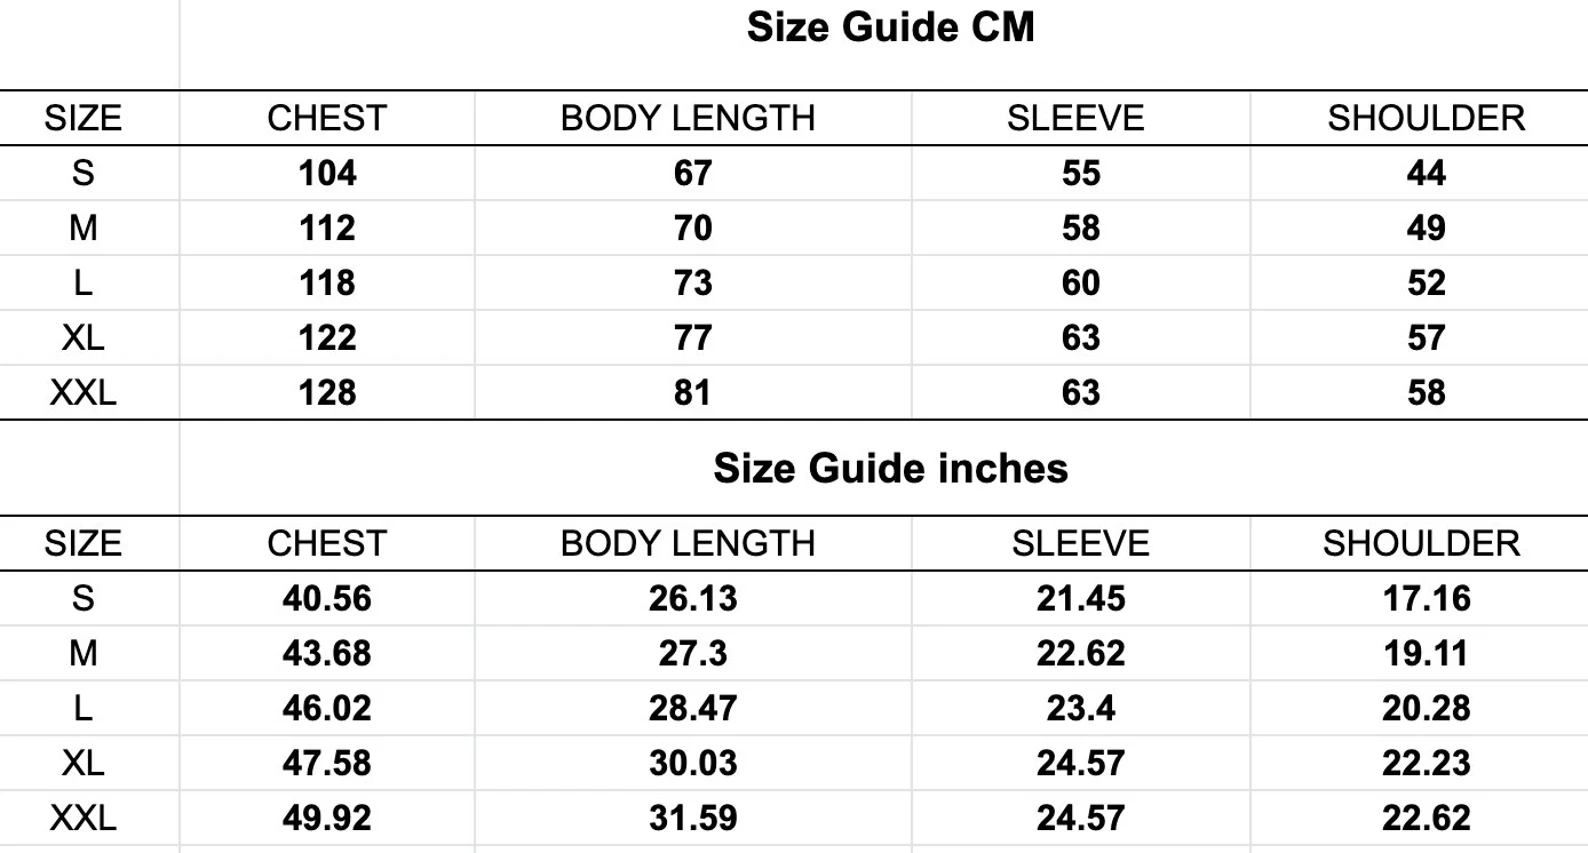 Size Guide CM
SIZE CHEST BODY LENGTH SLEEVE SHOULDER
S 104 67 55 44
M 112 70 58 49
L 118 73 60 52
XL 122 77 63 57
XXL 128 81 63 58
Size Guide inches
SIZE CHEST BODY LENGTH SLEEVE SHOULDER
S 40.56 26.13 21.45 17.16
M 43.68 27.3 22.62 19.11
L 46.02 28.47 23.4 20.28
XL 47.58 30.03 24.57 22.23
XXL 49.92 31.59 24.57 22.62